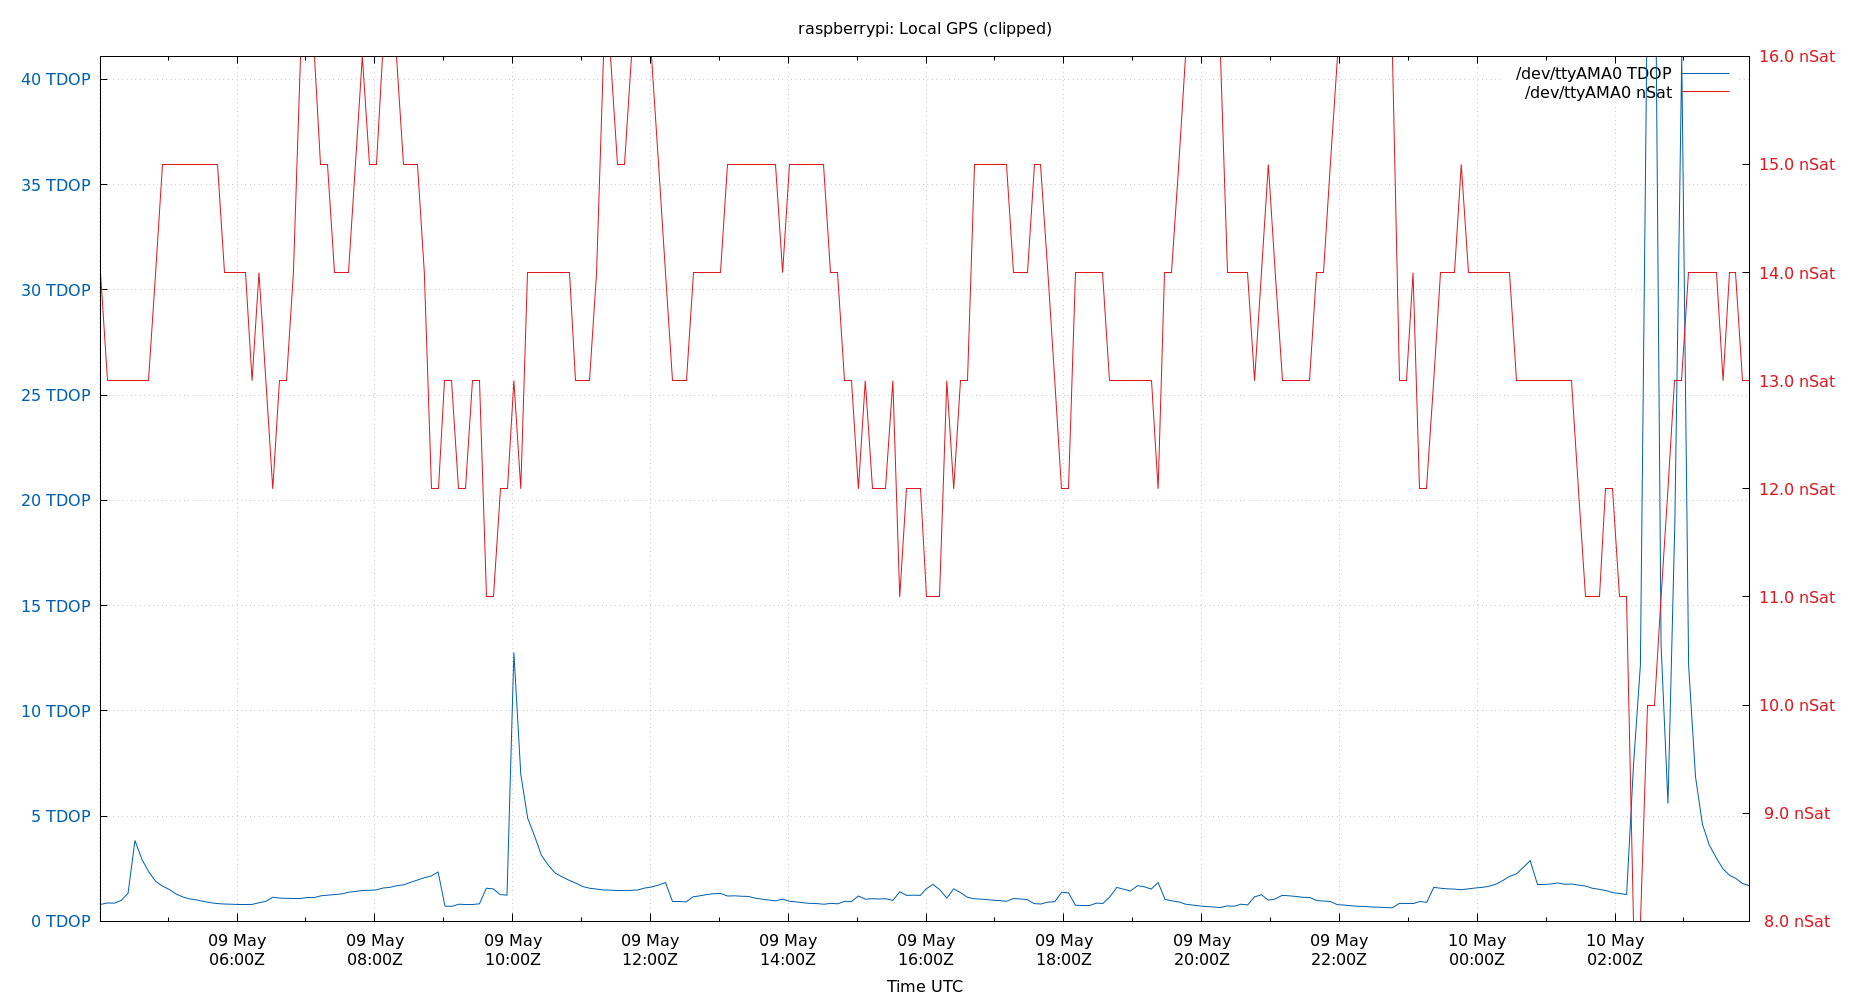 raspberrypi: Local GPS (clipped)
40 TDOP
35 TDOP
30 TDOP
25 TDOP
20 TDOP
15 TDOP
10 TDOP
5 TDOP
0 TDOP
16.0 nSat
15.0 nSat
14.0 nSat
13.0 nSat
12.0 nSat
11.0 nSat
10.0 nSat
9.0 nSat
8.0 nSat
/dev/ttyAMA0 TDOP
/dev/ttyAMA0 nSat
09 May
06:00Z
09 May
08:00Z
09 May
10:00Z
09 May
12:00Z
09 May
14:00Z
09 May
16:00Z
09 May
18:00Z
09 May
20:00Z
09 May
22:00Z
10 May
00:00Z
10 May
02:00Z
Time UTC